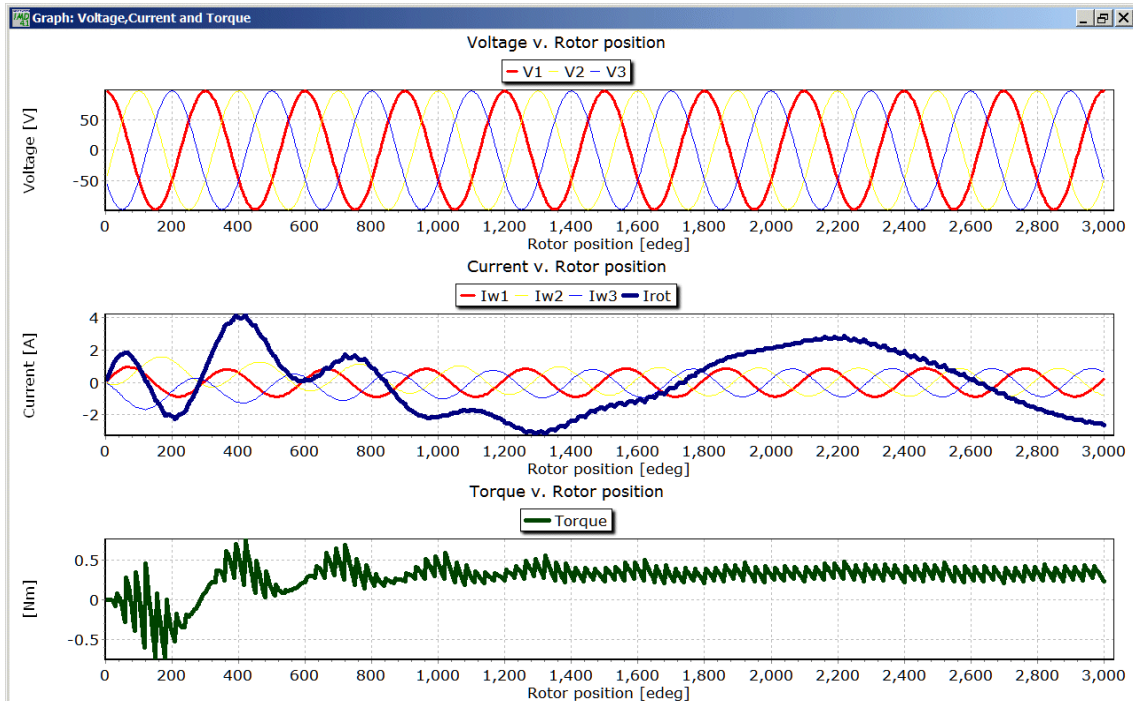 Graph: Voltage,Current and Torque
Voltage v. Rotor position
V1 V2 V3
Voltage [V]
50
0
-50
0 200 400 600 800 1,000 1,200 1,400 1,600 1,800 2,000 2,200 2,400 2,600 2,800 3,000
Rotor position [edeg]
Current v. Rotor position
Iw1 Iw2 Iw3 Irot
Current [A]
4
2
0
-2
0 200 400 600 800 1,000 1,200 1,400 1,600 1,800 2,000 2,200 2,400 2,600 2,800 3,000
Rotor position [edeg]
Torque v. Rotor position
Torque
[Nm]
0.5
0
-0.5
0 200 400 600 800 1,000 1,200 1,400 1,600 1,800 2,000 2,200 2,400 2,600 2,800 3,000
Rotor position [edeg]